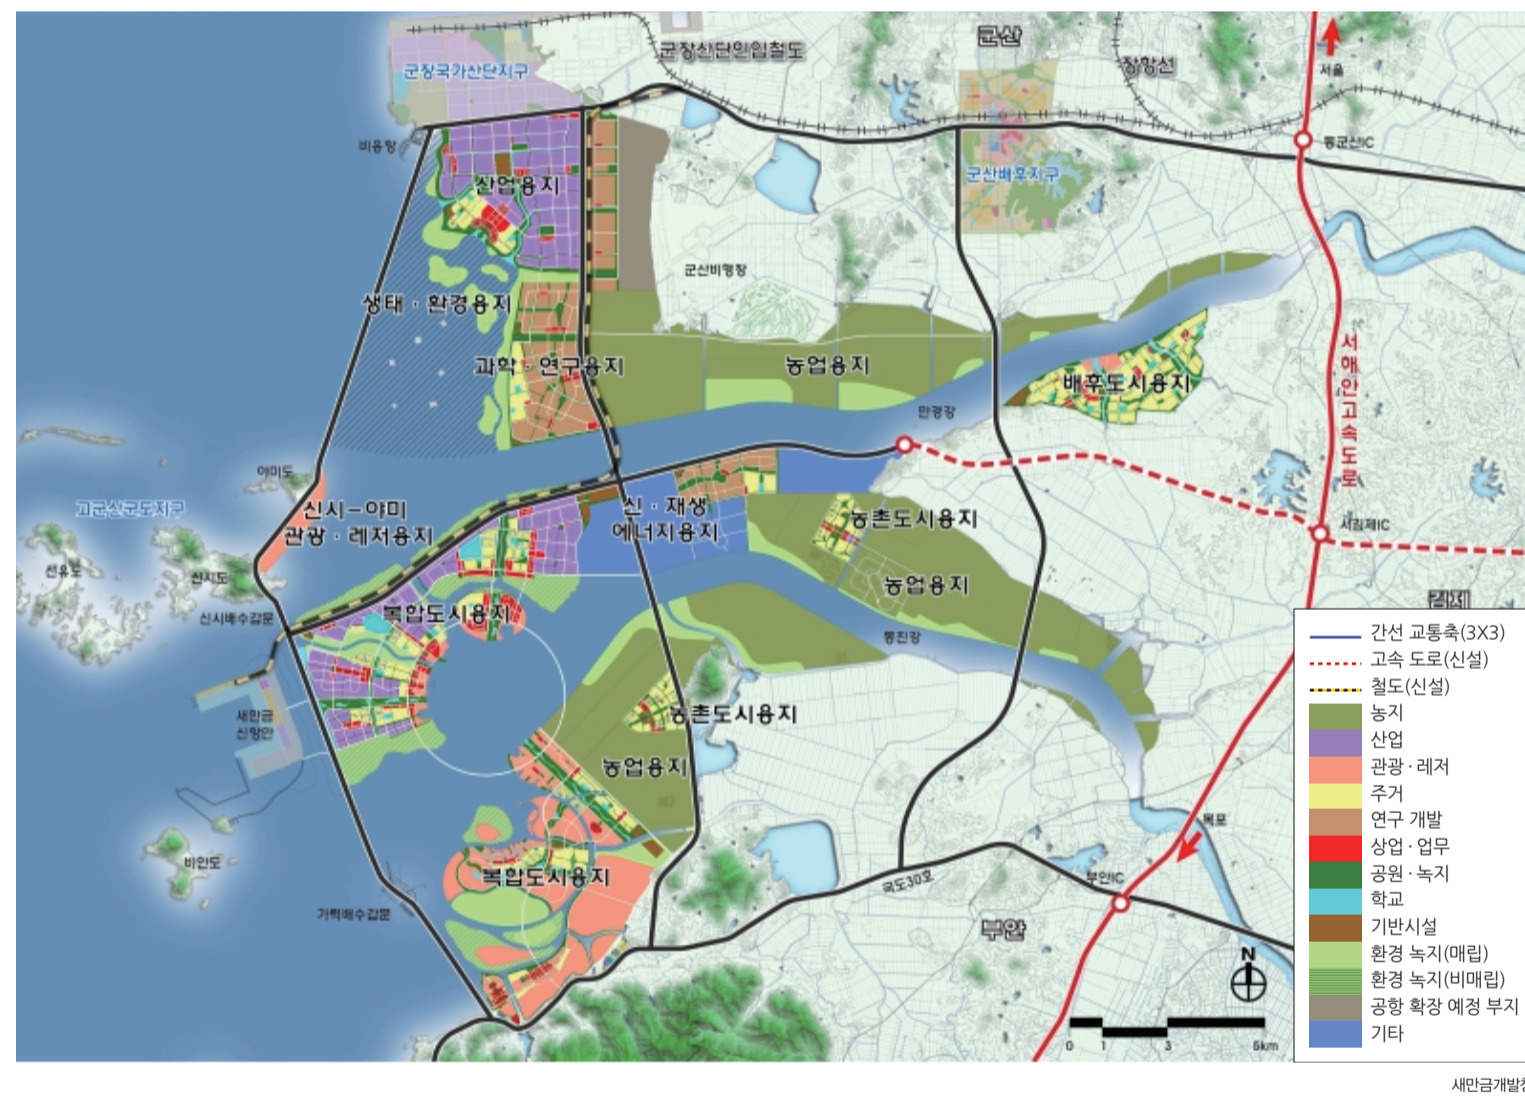 군산
군장산단인입철도
장항선
서울
군장국가산단지구
비응항
동군산IC
군산배후지구
산업용지
군산비행장
생태·환경용지
과학·연구용지
농업용지
배후도시용지
서해안고속도로
만경강
야미도
고군산군도지구
신시-야미
관광·레저용지
신·재생
에너지용지
농촌도시용지
서김제IC
선유도
신시도
농업용지
김제
신시배수갑문
복합도시용지
동진강
새만금
신항만
농촌도시용지
농업용지
목포
비안도
복합도시용지
국도30호
부안IC
가력배수갑문
부안
N
0 1 3 6km
간선 교통축(3X3)
고속 도로(신설)
철도(신설)
농지
산업
관광·레저
주거
연구 개발
상업·업무
공원·녹지
학교
기반시설
환경 녹지(매립)
환경 녹지(비매립)
공항 확장 예정 부지
기타
새만금개발청